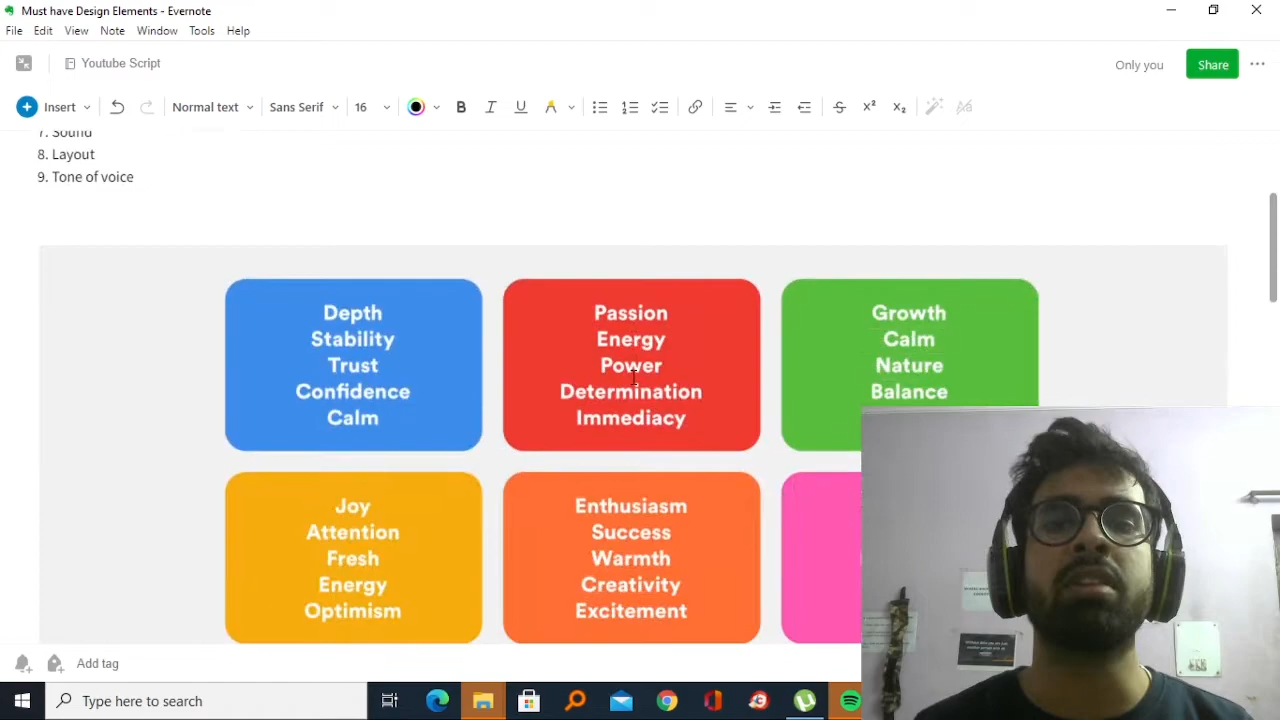 Must have Design Elements - Evernote
File Edit View Note Window Tools Help
Youtube Script
Only you
Share
Insert
Normal text
Sans Serif
16
7. Sound
8. Layout
9. Tone of voice
Depth
Stability
Trust
Confidence
Calm
Passion
Energy
Power
Determination
Immediacy
Growth
Calm
Nature
Balance
Joy
Attention
Fresh
Energy
Optimism
Enthusiasm
Success
Warmth
Creativity
Excitement
Add tag
Type here to search